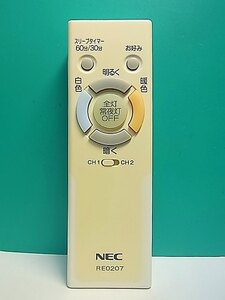 スリープタイマー
60分/30分
お好み
明るく
白色
暖色
全灯
常夜灯
OFF
暗く
CH1 CH2
NEC
RE0207